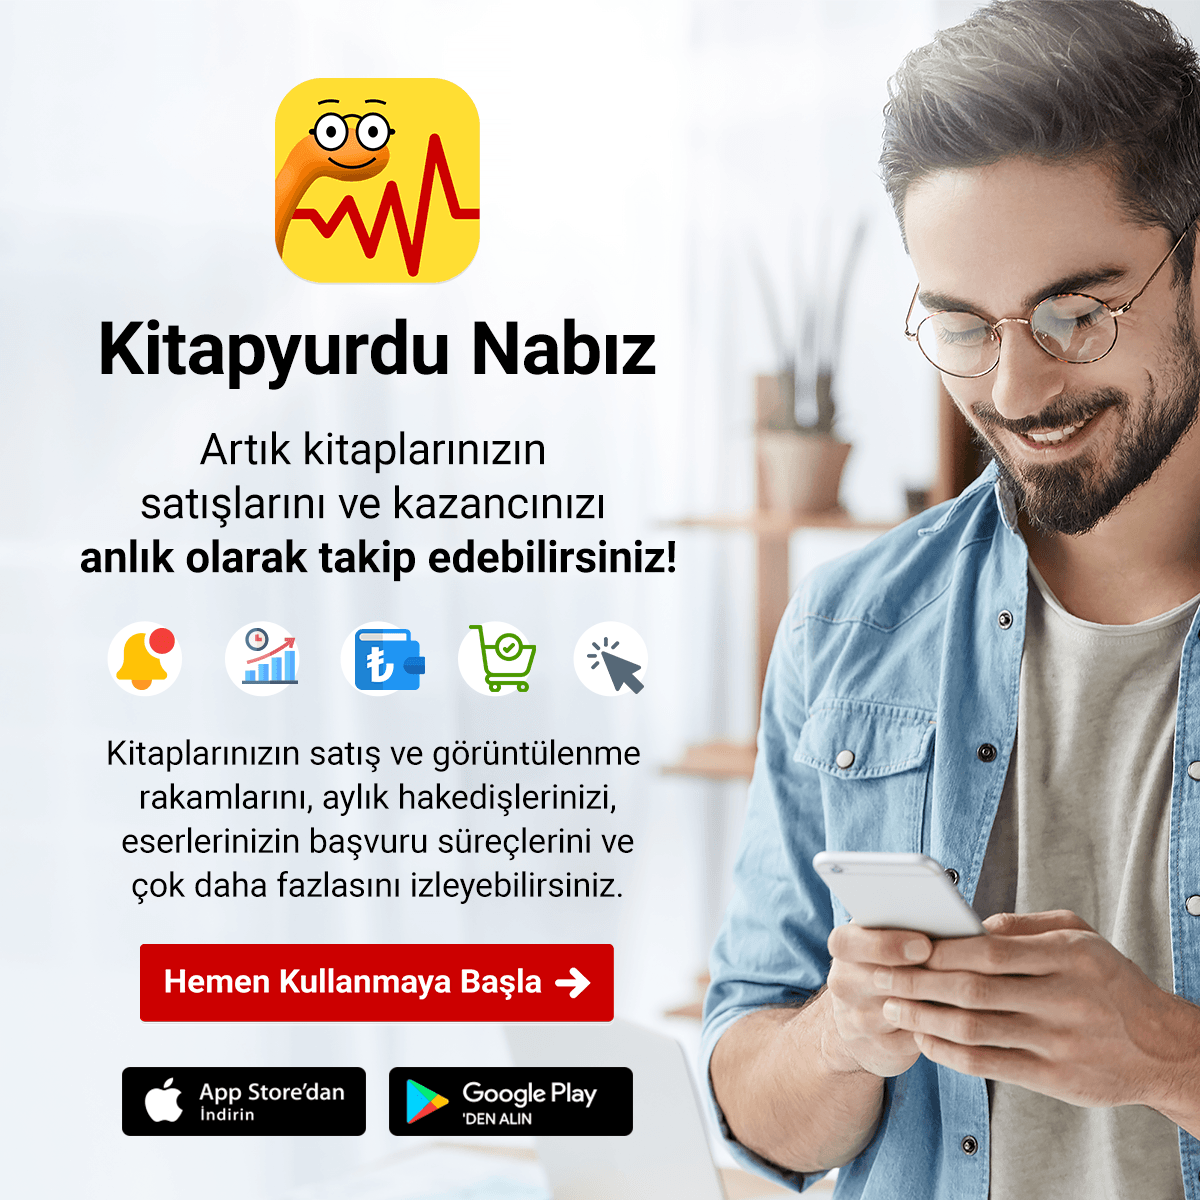 Kitapyurdu Nabız
Artık kitaplarınızın
satışlarını ve kazancınızı
anlık olarak takip edebilirsiniz!
Kitaplarınızın satış ve görüntülenme
rakamlarını, aylık hakedişlerinizi,
eserlerinizin başvuru süreçlerini ve
çok daha fazlasını izleyebilirsiniz.
Hemen Kullanmaya Başla
App Store’dan
İndirin
Google Play
'DEN ALIN